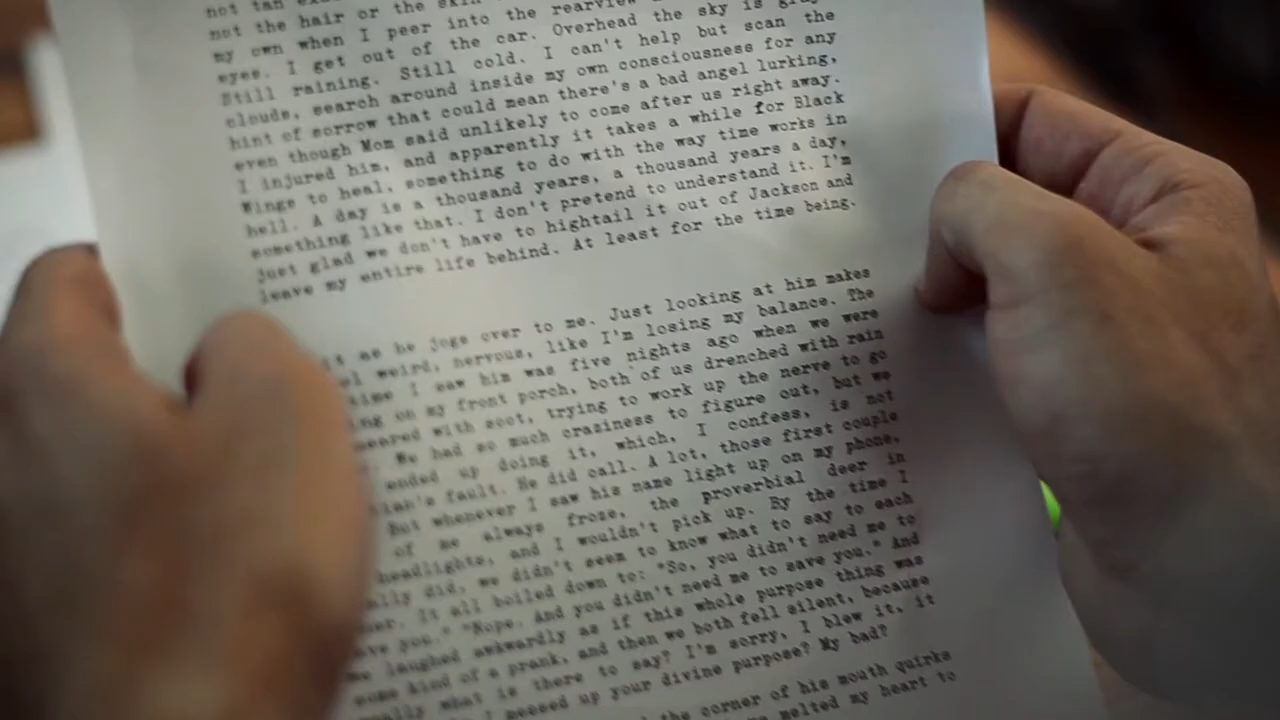 not tan
not the hair or the skin
my own when I peer into the rearview
eyes. I get out of the car. Overhead the sky is gray
Still raining. Still cold. I can't help but scan the
clouds, search around inside my own consciousness for any
hint of sorrow that could mean there's a bad angel lurking,
even though Mom said unlikely to come after us right away.
I injured him, and apparently it takes a while for Black
Wings to heal, something to do with the way time works in
hell. A day is a thousand years, a thousand years a day,
something like that. I don't pretend to understand it. I'm
just glad we don't have to hightail it out of Jackson and
leave my entire life behind. At least for the time being.
as he jogs over to me. Just looking at him makes
weird, nervous, like I'm losing my balance. The
time I saw him was five nights ago when we were
ng on my front porch, both of us drenched with rain
eared with soot, trying to work up the nerve to go
We had so much craziness to figure out, but we
ended up doing it, which, I confess, is not
ian's fault. He did call. A lot, those first couple
But whenever I saw his name light up on my phone,
of me always froze, the proverbial deer in
headlights, and I wouldn't pick up. By the time I
ally did, we didn't seem to know what to say to each
er. It all boiled down to: "So, you didn't need me to
ave you." "Nope. And you didn't need me to save you." And
we laughed awkwardly as if this whole purpose thing was
some kind of a prank, and then we both fell silent, because
eally what is there to say? I'm sorry, I blew it, it
I messed up your divine purpose? My bad?
the corner of his mouth quirks
melted my heart to